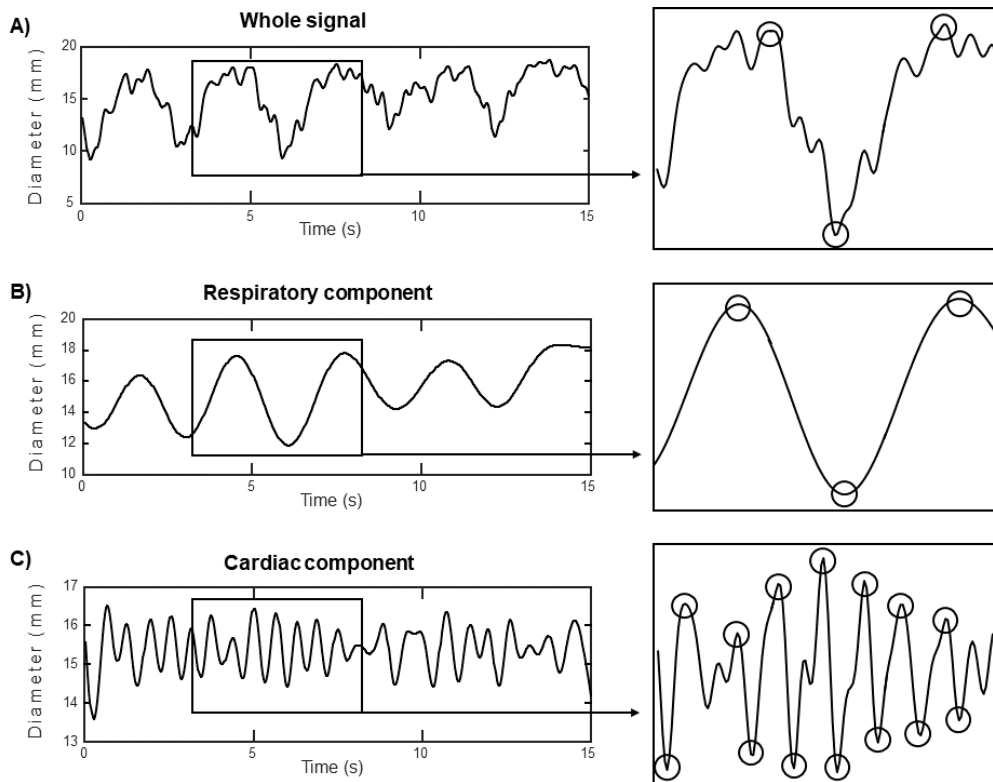 A)
Whole signal
Diameter (mm)
20
15
10
5
0
5
10
15
Time (s)
B)
Respiratory component
Diameter (mm)
20
18
16
14
12
10
0
5
10
15
Time (s)
C)
Cardiac component
Diameter (mm)
17
16
15
14
13
0
5
10
15
Time (s)